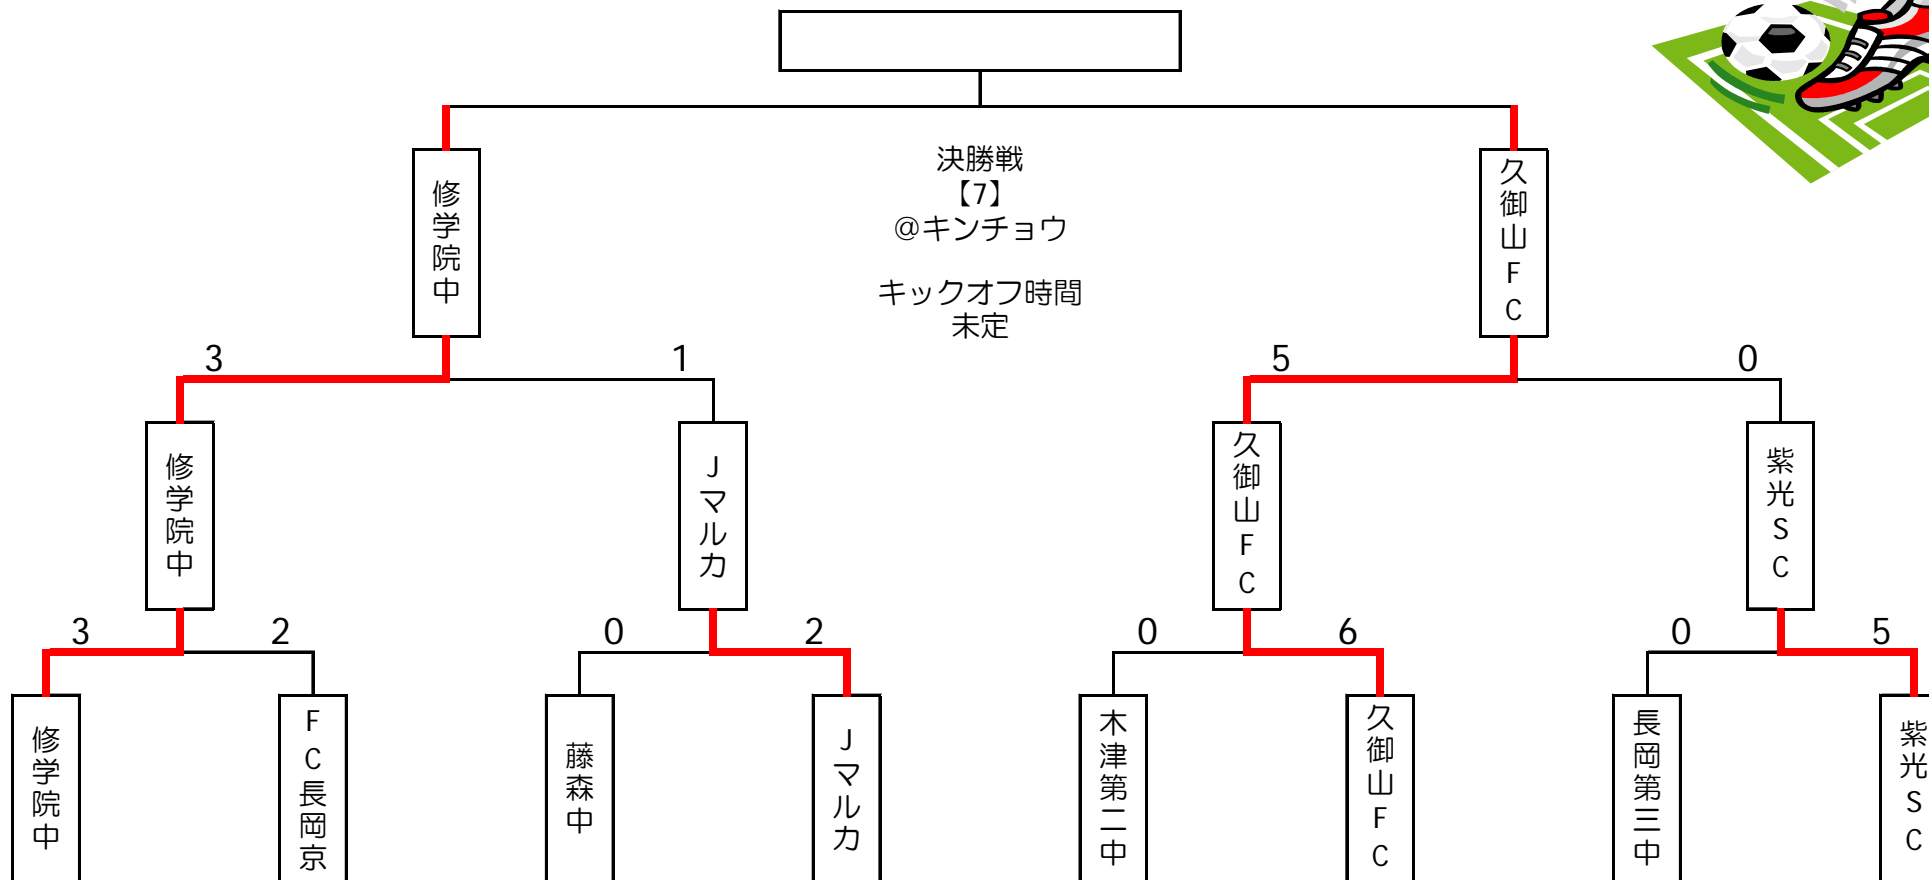 決勝戦
【7】
@キンチョウ
キックオフ時間
未定
修学院中
久御山FC
3
1
5
0
修学院中
Jマルカ
久御山FC
紫光SC
3
2
0
2
0
6
0
5
修学院中
FC長岡京
藤森中
Jマルカ
木津第二中
久御山FC
長岡第三中
紫光SC